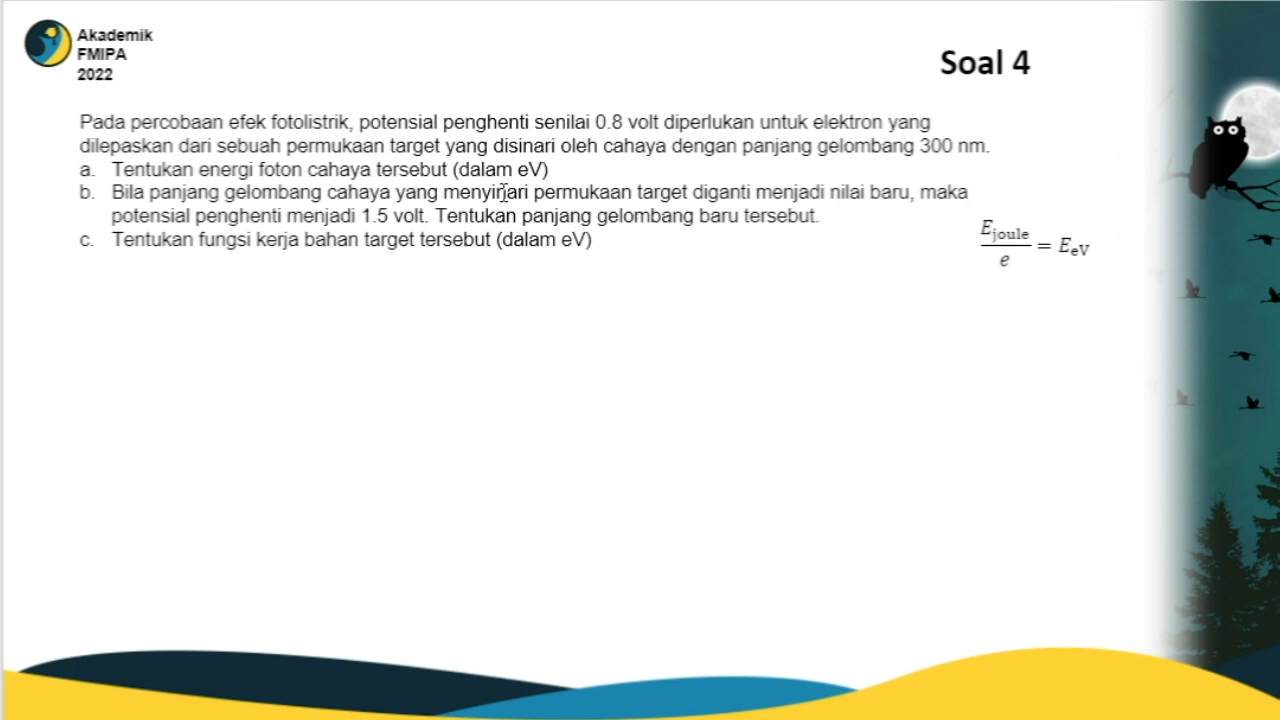 Akademik
FMIPA
2022
Soal 4
Pada percobaan efek fotolistrik, potensial penghenti senilai 0.8 volt diperlukan untuk elektron yang
dilepaskan dari sebuah permukaan target yang disinari oleh cahaya dengan panjang gelombang 300 nm.
a. Tentukan energi foton cahaya tersebut (dalam eV)
b. Bila panjang gelombang cahaya yang menyinari permukaan target diganti menjadi nilai baru, maka
potensial penghenti menjadi 1.5 volt. Tentukan panjang gelombang baru tersebut.
c. Tentukan fungsi kerja bahan target tersebut (dalam eV)
E_joule / e = E_eV